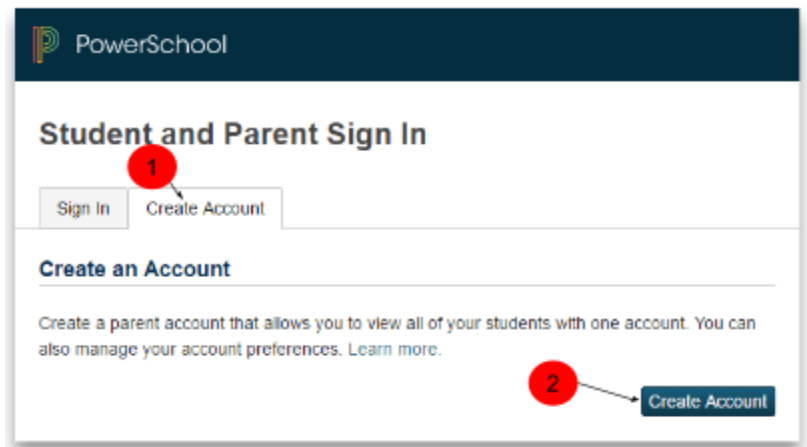 PowerSchool
Student and Parent Sign In
1
Sign In Create Account
Create an Account
Create a parent account that allows you to view all of your students with one account. You can
also manage your account preferences. Learn more.
2
Create Account